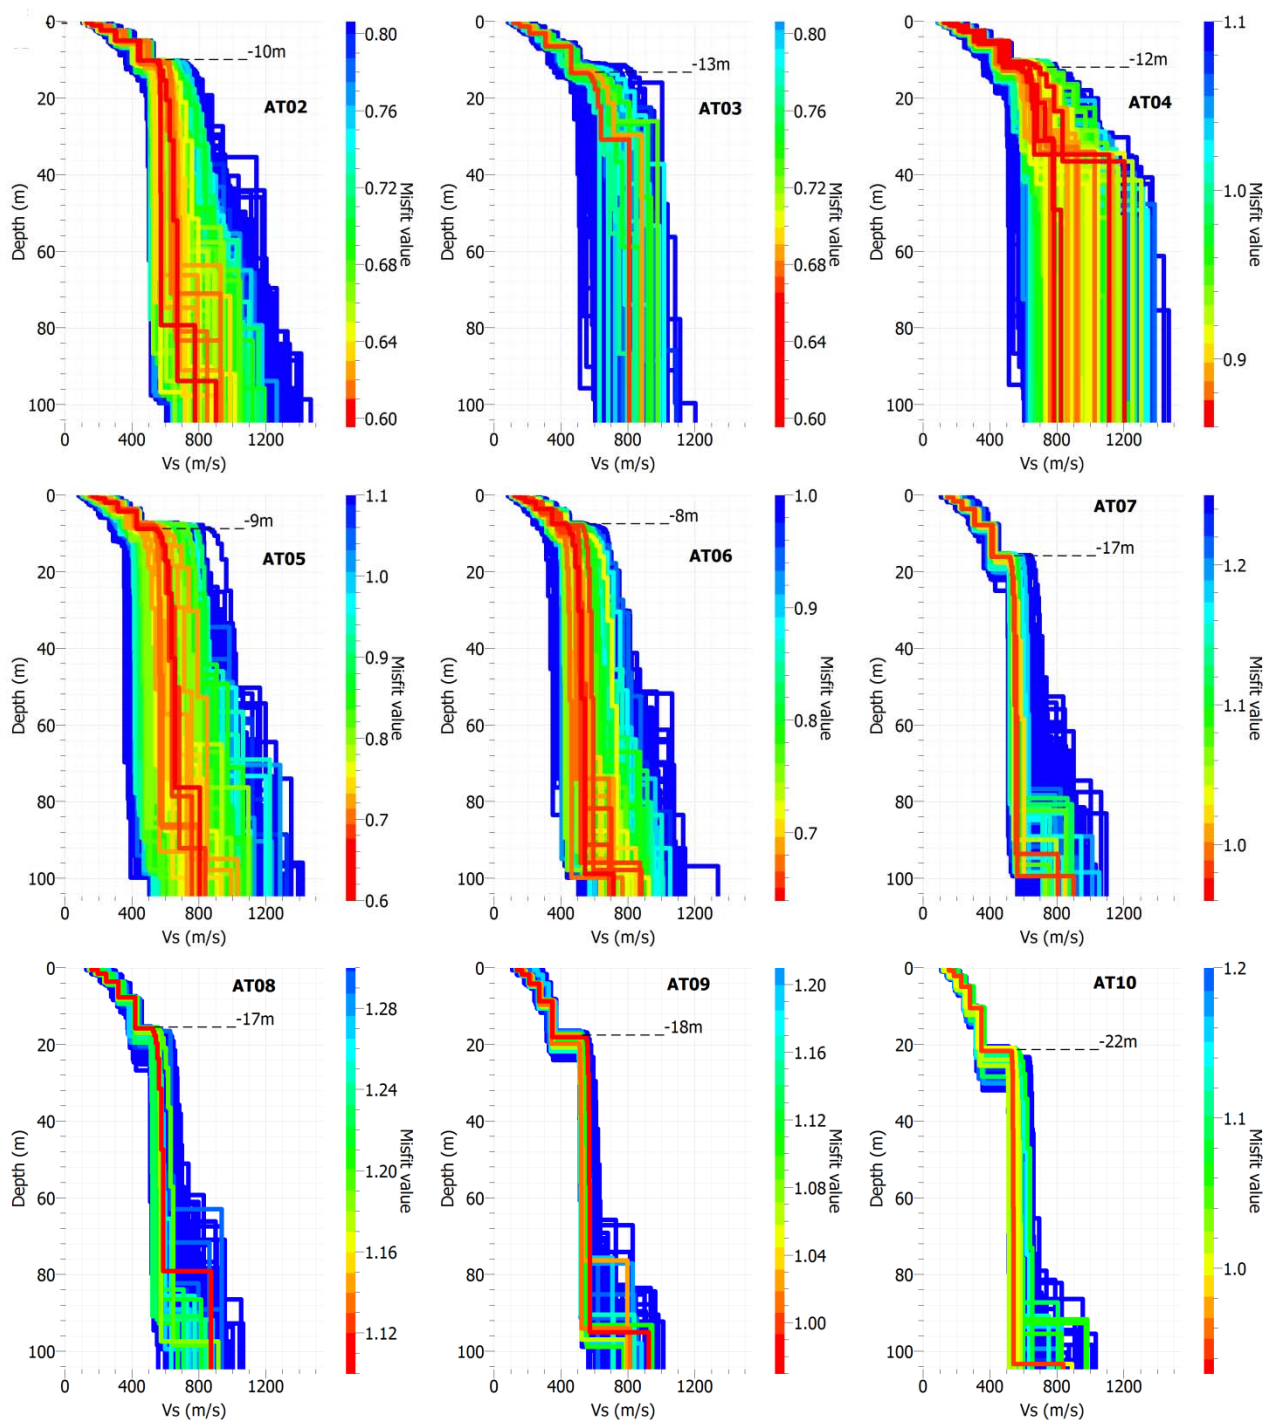 AT02
-10m
0
20
40
60
80
100
Depth (m)
0 400 800 1200
Vs (m/s)
0.80
0.76
0.72
0.68
0.64
0.60
Misfit value
AT03
-13m
0
20
40
60
80
100
Depth (m)
0 400 800 1200
Vs (m/s)
0.80
0.76
0.72
0.68
0.64
0.60
Misfit value
AT04
-12m
0
20
40
60
80
100
Depth (m)
0 400 800 1200
Vs (m/s)
1.1
1.0
0.9
Misfit value
AT05
-9m
0
20
40
60
80
100
Depth (m)
0 400 800 1200
Vs (m/s)
1.1
1.0
0.9
0.8
0.7
0.6
Misfit value
AT06
-8m
0
20
40
60
80
100
Depth (m)
0 400 800 1200
Vs (m/s)
1.0
0.9
0.8
0.7
Misfit value
AT07
-17m
0
20
40
60
80
100
Depth (m)
0 400 800 1200
Vs (m/s)
1.2
1.1
1.0
Misfit value
AT08
-17m
0
20
40
60
80
100
Depth (m)
0 400 800 1200
Vs (m/s)
1.28
1.24
1.20
1.16
1.12
Misfit value
AT09
-18m
0
20
40
60
80
100
Depth (m)
0 400 800 1200
Vs (m/s)
1.20
1.16
1.12
1.08
1.04
1.00
Misfit value
AT10
-22m
0
20
40
60
80
100
Depth (m)
0 400 800 1200
Vs (m/s)
1.2
1.1
1.0
Misfit value